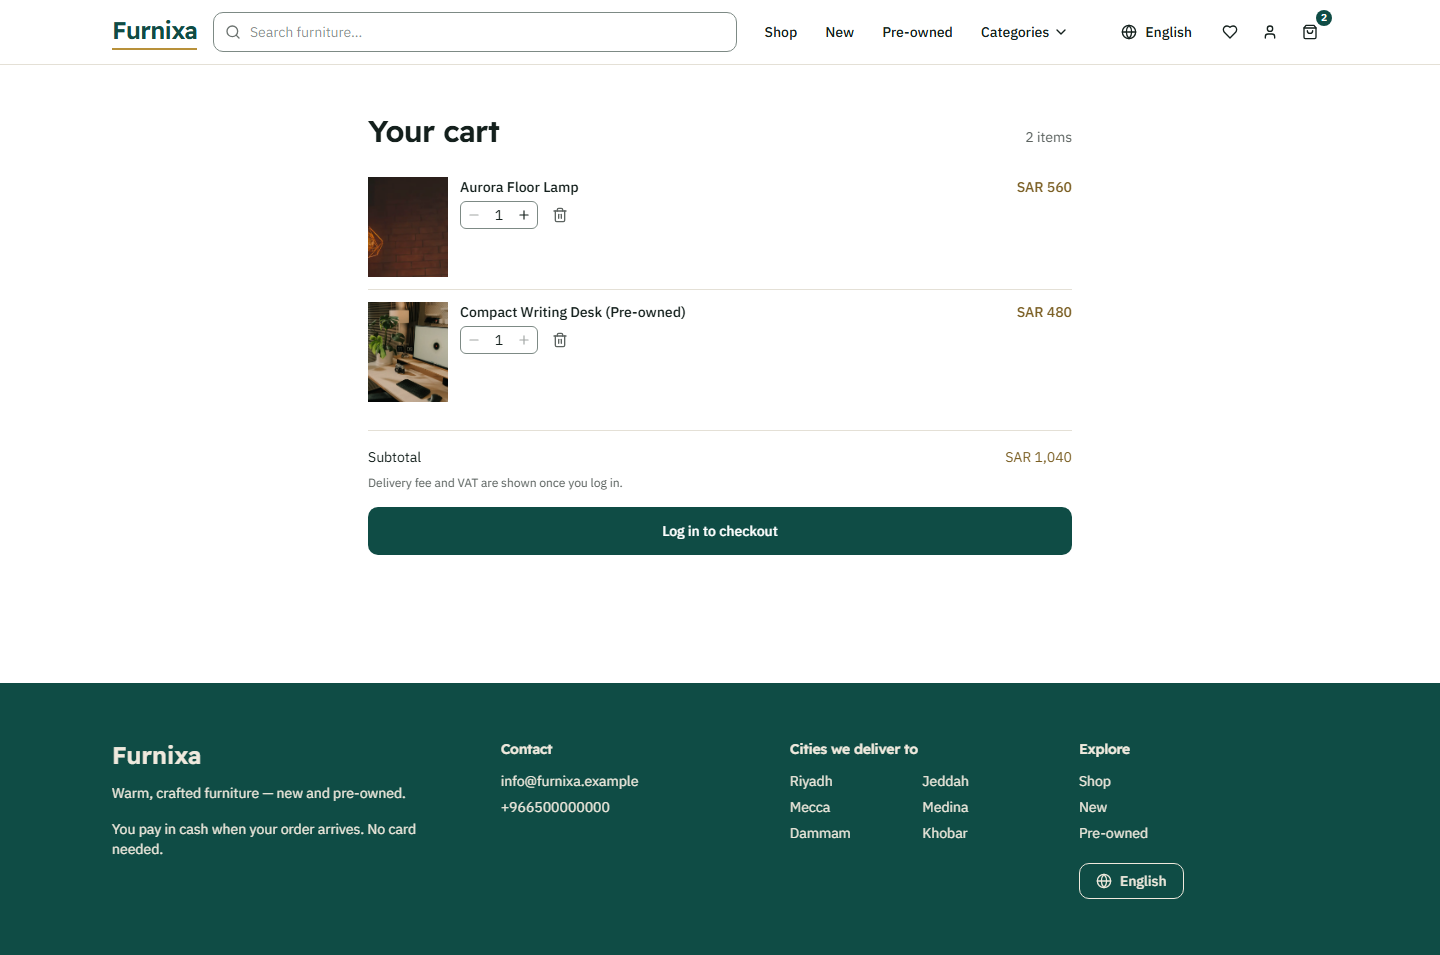 Furnixa
Search furniture...
Shop
New
Pre-owned
Categories
English
2
Your cart
2 items
Aurora Floor Lamp
SAR 560
1
Compact Writing Desk (Pre-owned)
SAR 480
1
Subtotal
SAR 1,040
Delivery fee and VAT are shown once you log in.
Log in to checkout
Furnixa
Warm, crafted furniture — new and pre-owned.
You pay in cash when your order arrives. No card
needed.
Contact
info@furnixa.example
+966500000000
Cities we deliver to
Riyadh
Jeddah
Mecca
Medina
Dammam
Khobar
Explore
Shop
New
Pre-owned
English